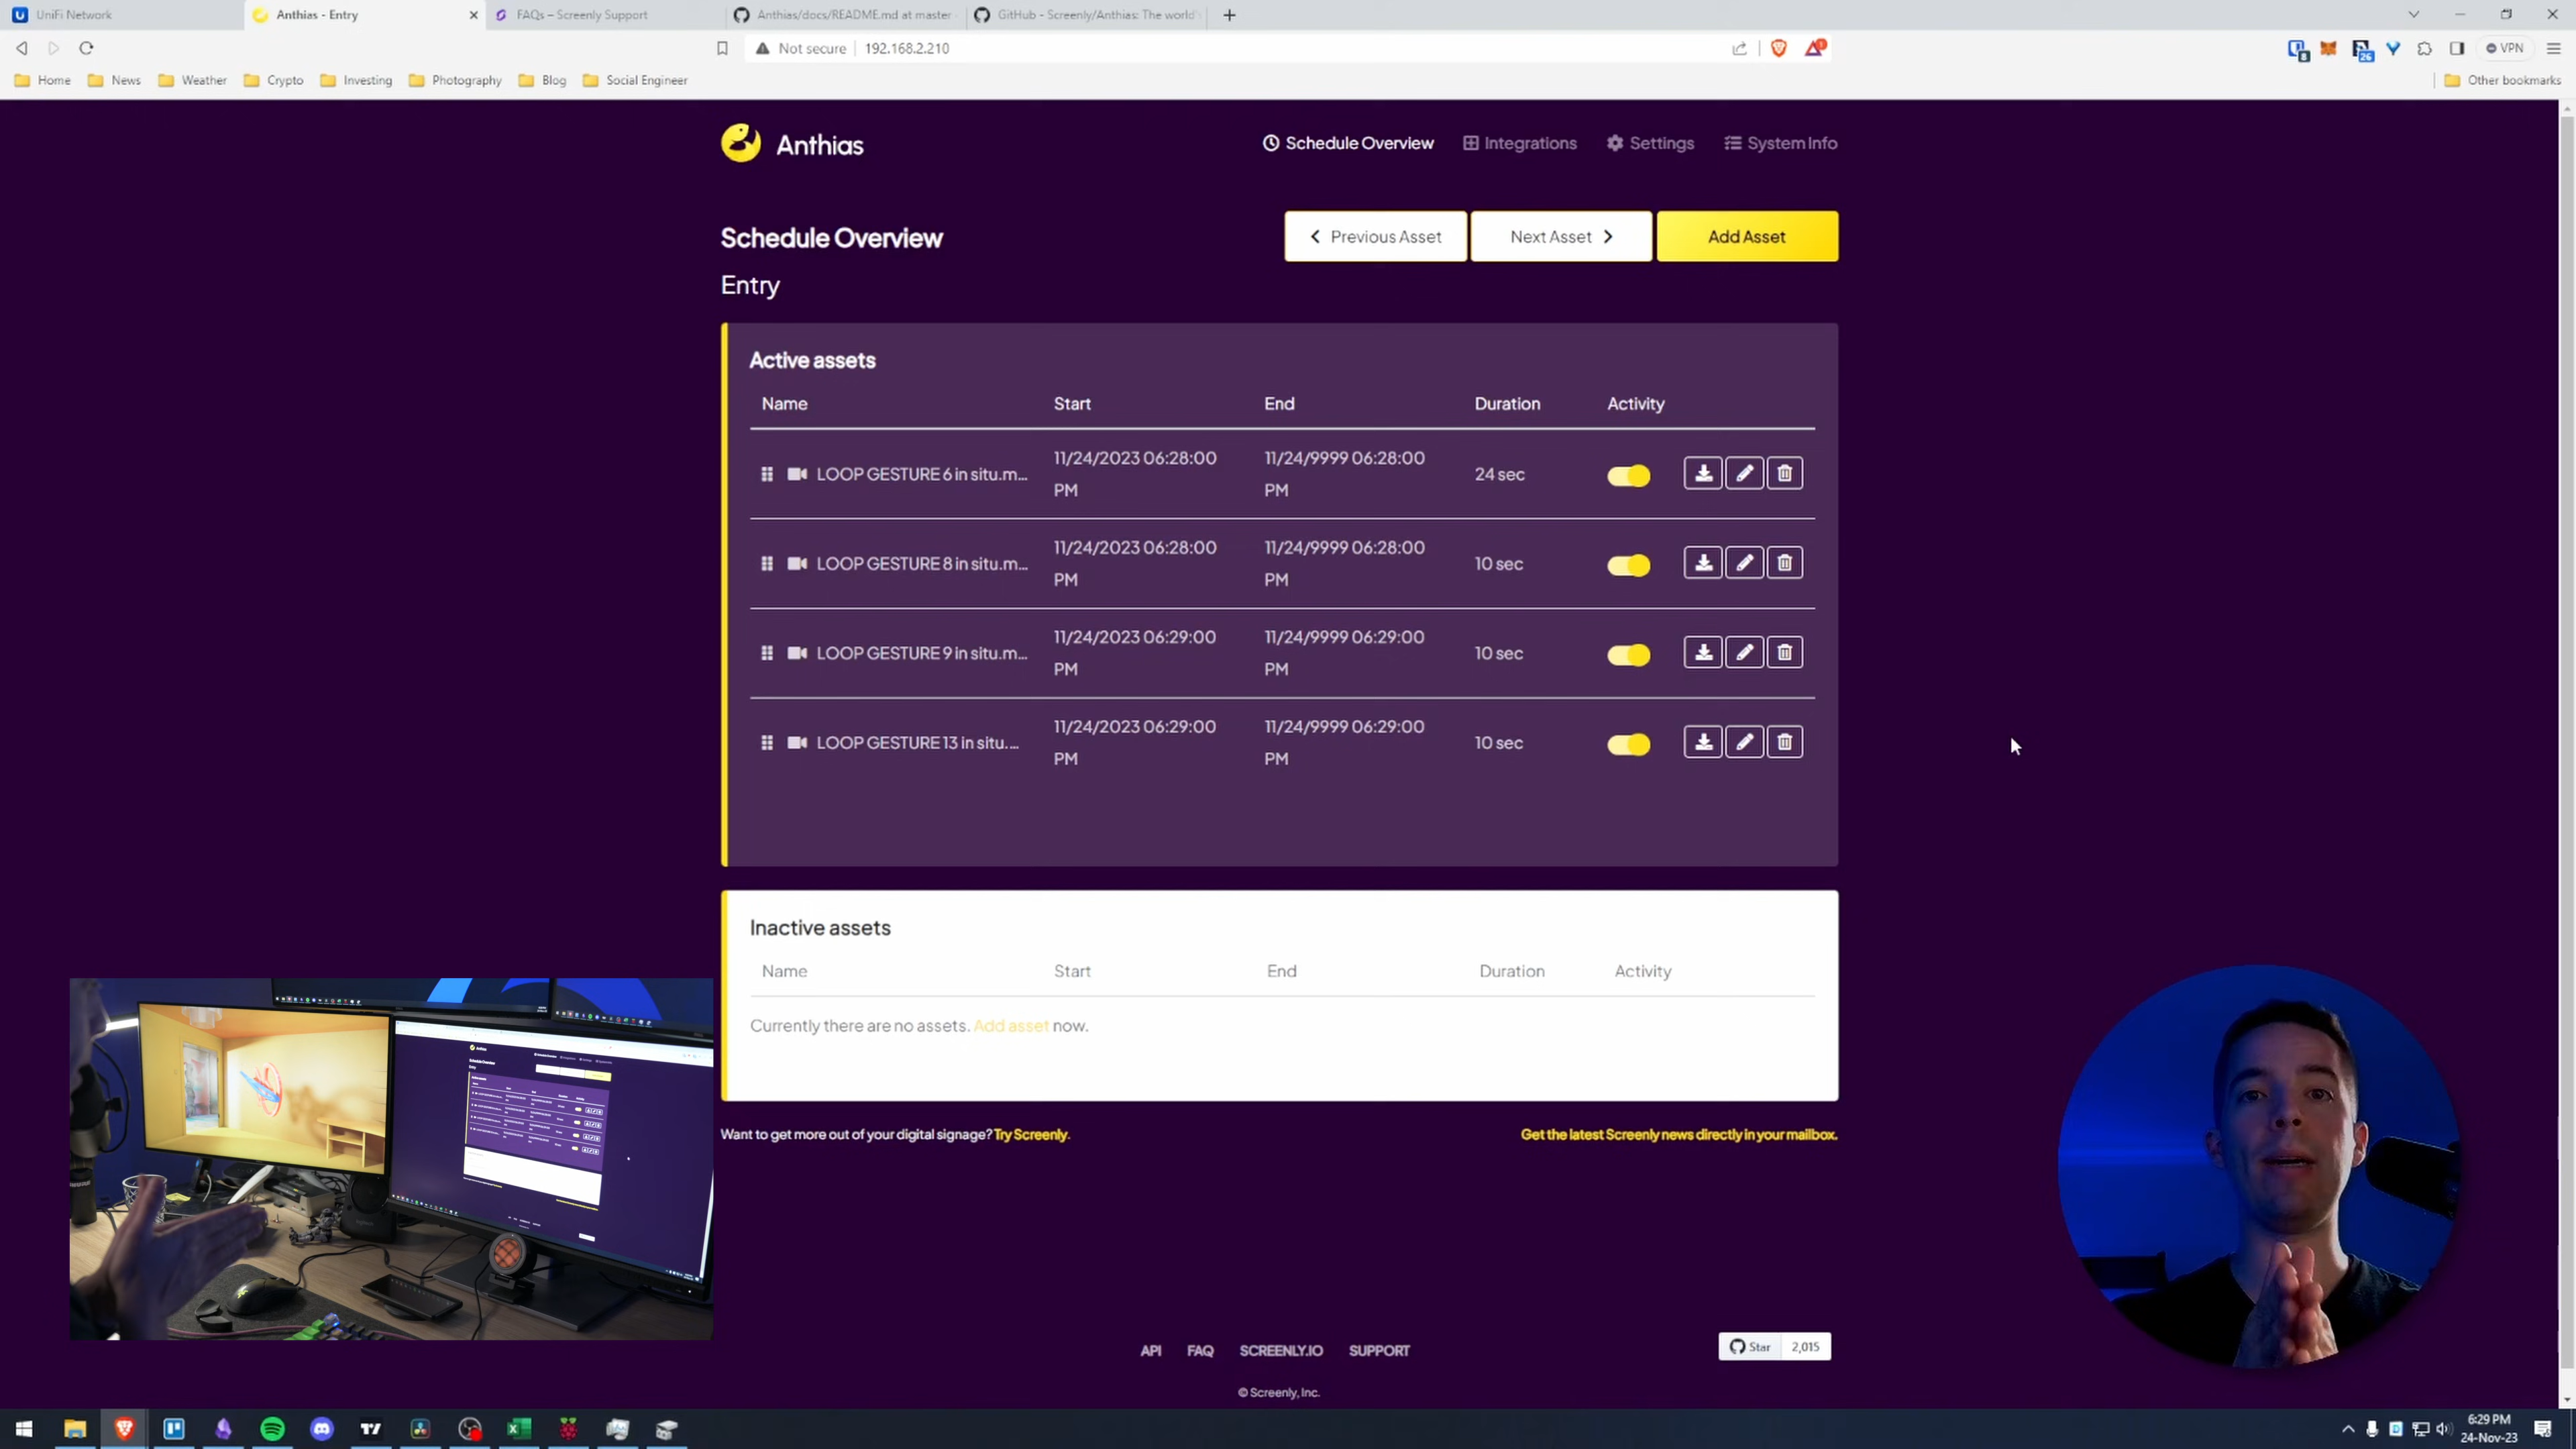 UniFi Network
Anthias - Entry
FAQs – Screenly Support
Anthias/docs/README.md at master
GitHub - Screenly/Anthias: The world'
Not secure
192.168.2.210
VPN
Home
News
Weather
Crypto
Investing
Photography
Blog
Social Engineer
Other bookmarks
Anthias
Schedule Overview
Integrations
Settings
System Info
Schedule Overview
Previous Asset
Next Asset
Add Asset
Entry
Active assets
Name Start End Duration Activity
LOOP GESTURE 6 in situ.m... 11/24/2023 06:28:00 PM 11/24/9999 06:28:00 PM 24 sec
LOOP GESTURE 8 in situ.m... 11/24/2023 06:28:00 PM 11/24/9999 06:28:00 PM 10 sec
LOOP GESTURE 9 in situ.m... 11/24/2023 06:29:00 PM 11/24/9999 06:29:00 PM 10 sec
LOOP GESTURE 13 in situ.... 11/24/2023 06:29:00 PM 11/24/9999 06:29:00 PM 10 sec
Inactive assets
Name Start End Duration Activity
Currently there are no assets. Add asset now.
Want to get more out of your digital signage? Try Screenly.
Get the latest Screenly news directly in your mailbox.
API FAQ SCREENLY.IO SUPPORT
Star 2,015
© Screenly, Inc.
6:29 PM
24-Nov-23